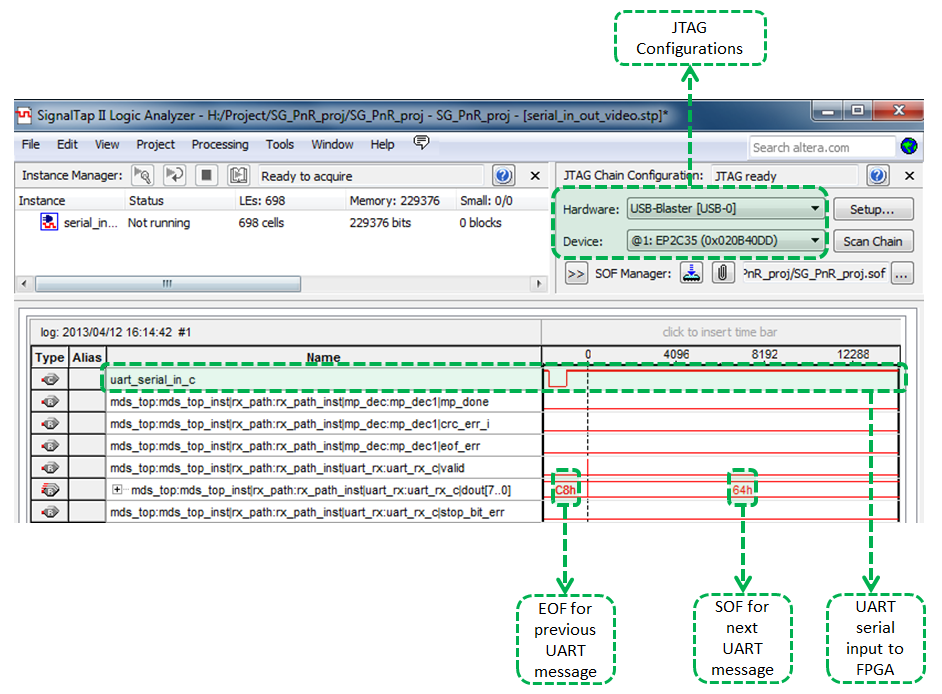 JTAG
Configurations
SignalTap II Logic Analyzer - H:/Project/SG_PnR_proj/SG_PnR_proj - SG_PnR_proj - [serial_in_out_video.stp]*
File Edit View Project Processing Tools Window Help
Search altera.com
Instance Manager: Ready to acquire
JTAG Chain Configuration: JTAG ready
Instance Status LEs: 698 Memory: 229376 Small: 0/0
serial_in... Not running 698 cells 229376 bits 0 blocks
Hardware: USB-Blaster [USB-0] Setup...
Device: @1: EP2C35 (0x020B40DD) Scan Chain
>> SOF Manager: PnR_proj/SG_PnR_proj.sof ...
log: 2013/04/12 16:14:42 #1
click to insert time bar
Type Alias Name 0 4096 8192 12288
uart_serial_in_c
mds_top:mds_top_inst|rx_path:rx_path_inst|mp_dec:mp_dec1|mp_done
mds_top:mds_top_inst|rx_path:rx_path_inst|mp_dec:mp_dec1|crc_err_i
mds_top:mds_top_inst|rx_path:rx_path_inst|mp_dec:mp_dec1|eof_err
mds_top:mds_top_inst|rx_path:rx_path_inst|uart_rx:uart_rx_c|valid
mds_top:mds_top_inst|rx_path:rx_path_inst|uart_rx:uart_rx_c|dout[7..0] C8h 64h
mds_top:mds_top_inst|rx_path:rx_path_inst|uart_rx:uart_rx_c|stop_bit_err
EOF for
previous
UART
message
SOF for
next
UART
message
UART
serial
input to
FPGA